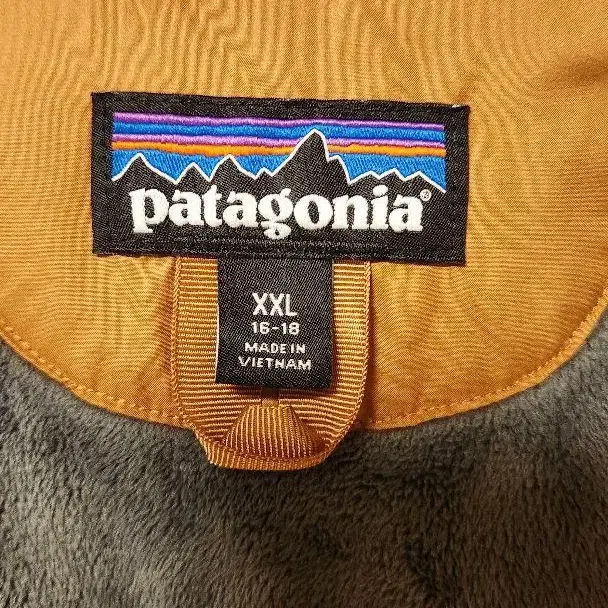 patagonia®
XXL
16-18
MADE IN
VIETNAM